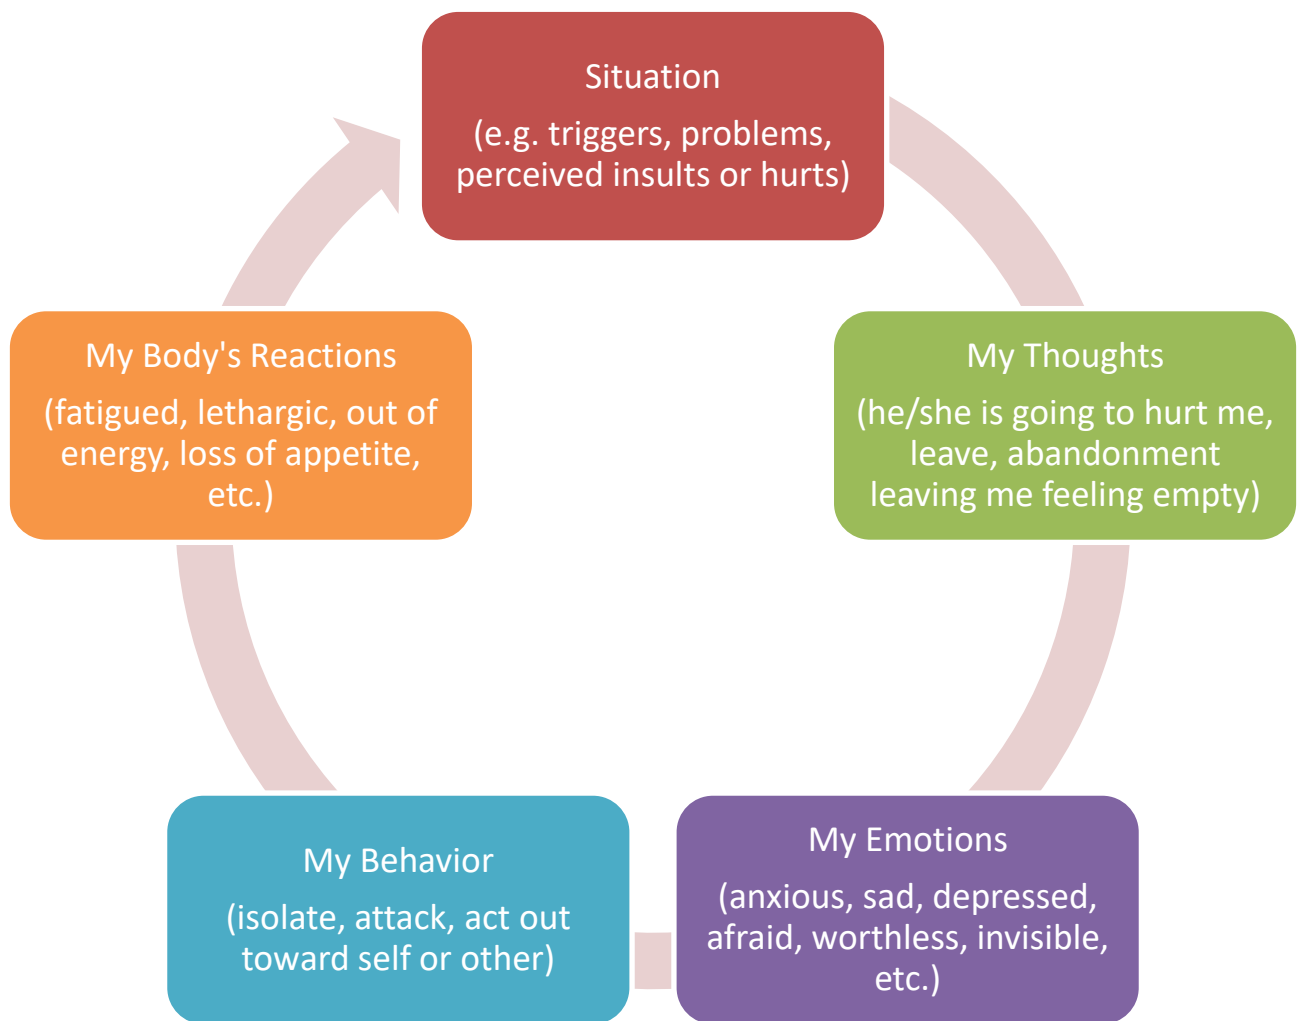 Situation
(e.g. triggers, problems,
perceived insults or hurts)
My Thoughts
(he/she is going to hurt me,
leave, abandonment
leaving me feeling empty)
My Emotions
(anxious, sad, depressed,
afraid, worthless, invisible,
etc.)
My Behavior
(isolate, attack, act out
toward self or other)
My Body's Reactions
(fatigued, lethargic, out of
energy, loss of appetite,
etc.)